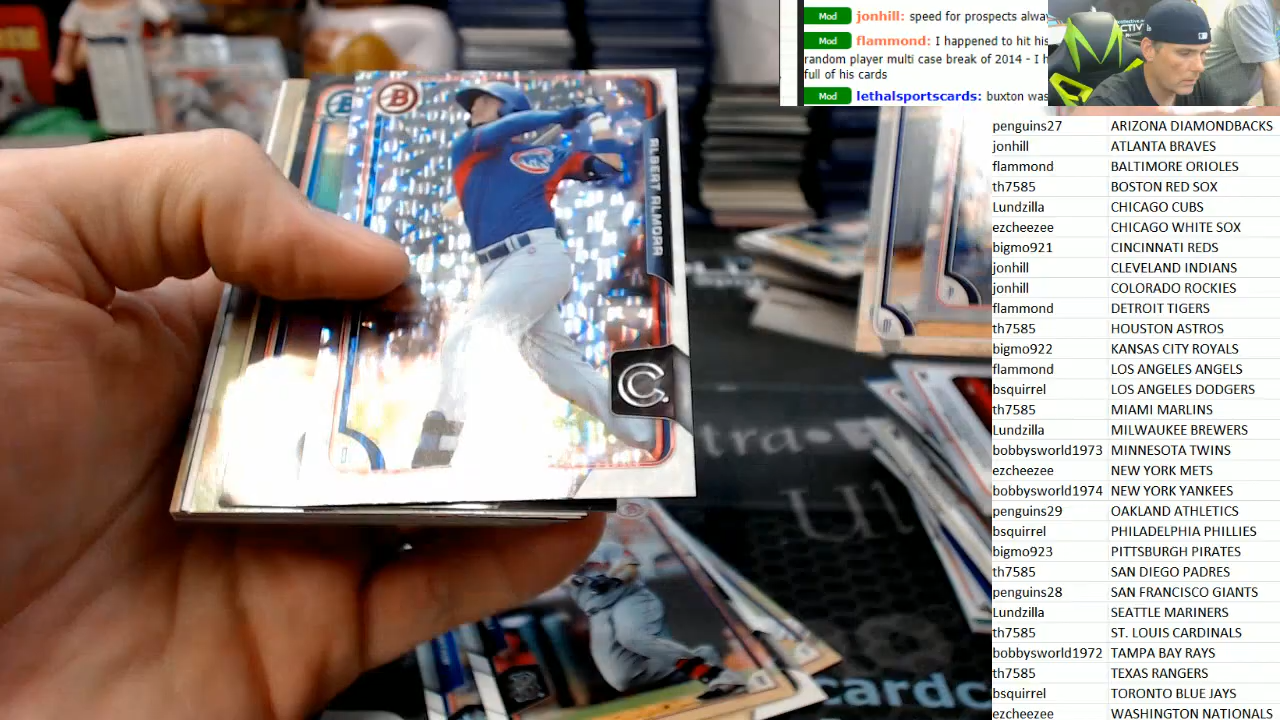 Mod jonhill: speed for prospects alway
Mod flammond: I happened to hit his
random player multi case break of 2014 - I h
full of his cards
Mod lethalsportscards: buxton was
penguins27 ARIZONA DIAMONDBACKS
jonhill ATLANTA BRAVES
flammond BALTIMORE ORIOLES
th7585 BOSTON RED SOX
Lundzilla CHICAGO CUBS
ezcheezee CHICAGO WHITE SOX
bigmo921 CINCINNATI REDS
jonhill CLEVELAND INDIANS
jonhill COLORADO ROCKIES
flammond DETROIT TIGERS
th7585 HOUSTON ASTROS
bigmo922 KANSAS CITY ROYALS
flammond LOS ANGELES ANGELS
bsquirrel LOS ANGELES DODGERS
th7585 MIAMI MARLINS
Lundzilla MILWAUKEE BREWERS
bobbysworld1973 MINNESOTA TWINS
ezcheezee NEW YORK METS
bobbysworld1974 NEW YORK YANKEES
penguins29 OAKLAND ATHLETICS
bsquirrel PHILADELPHIA PHILLIES
bigmo923 PITTSBURGH PIRATES
th7585 SAN DIEGO PADRES
penguins28 SAN FRANCISCO GIANTS
Lundzilla SEATTLE MARINERS
th7585 ST. LOUIS CARDINALS
bobbysworld1972 TAMPA BAY RAYS
th7585 TEXAS RANGERS
bsquirrel TORONTO BLUE JAYS
ezcheezee WASHINGTON NATIONALS
B
B
ALBERT ALMORA
C
tra
Ul
cardc